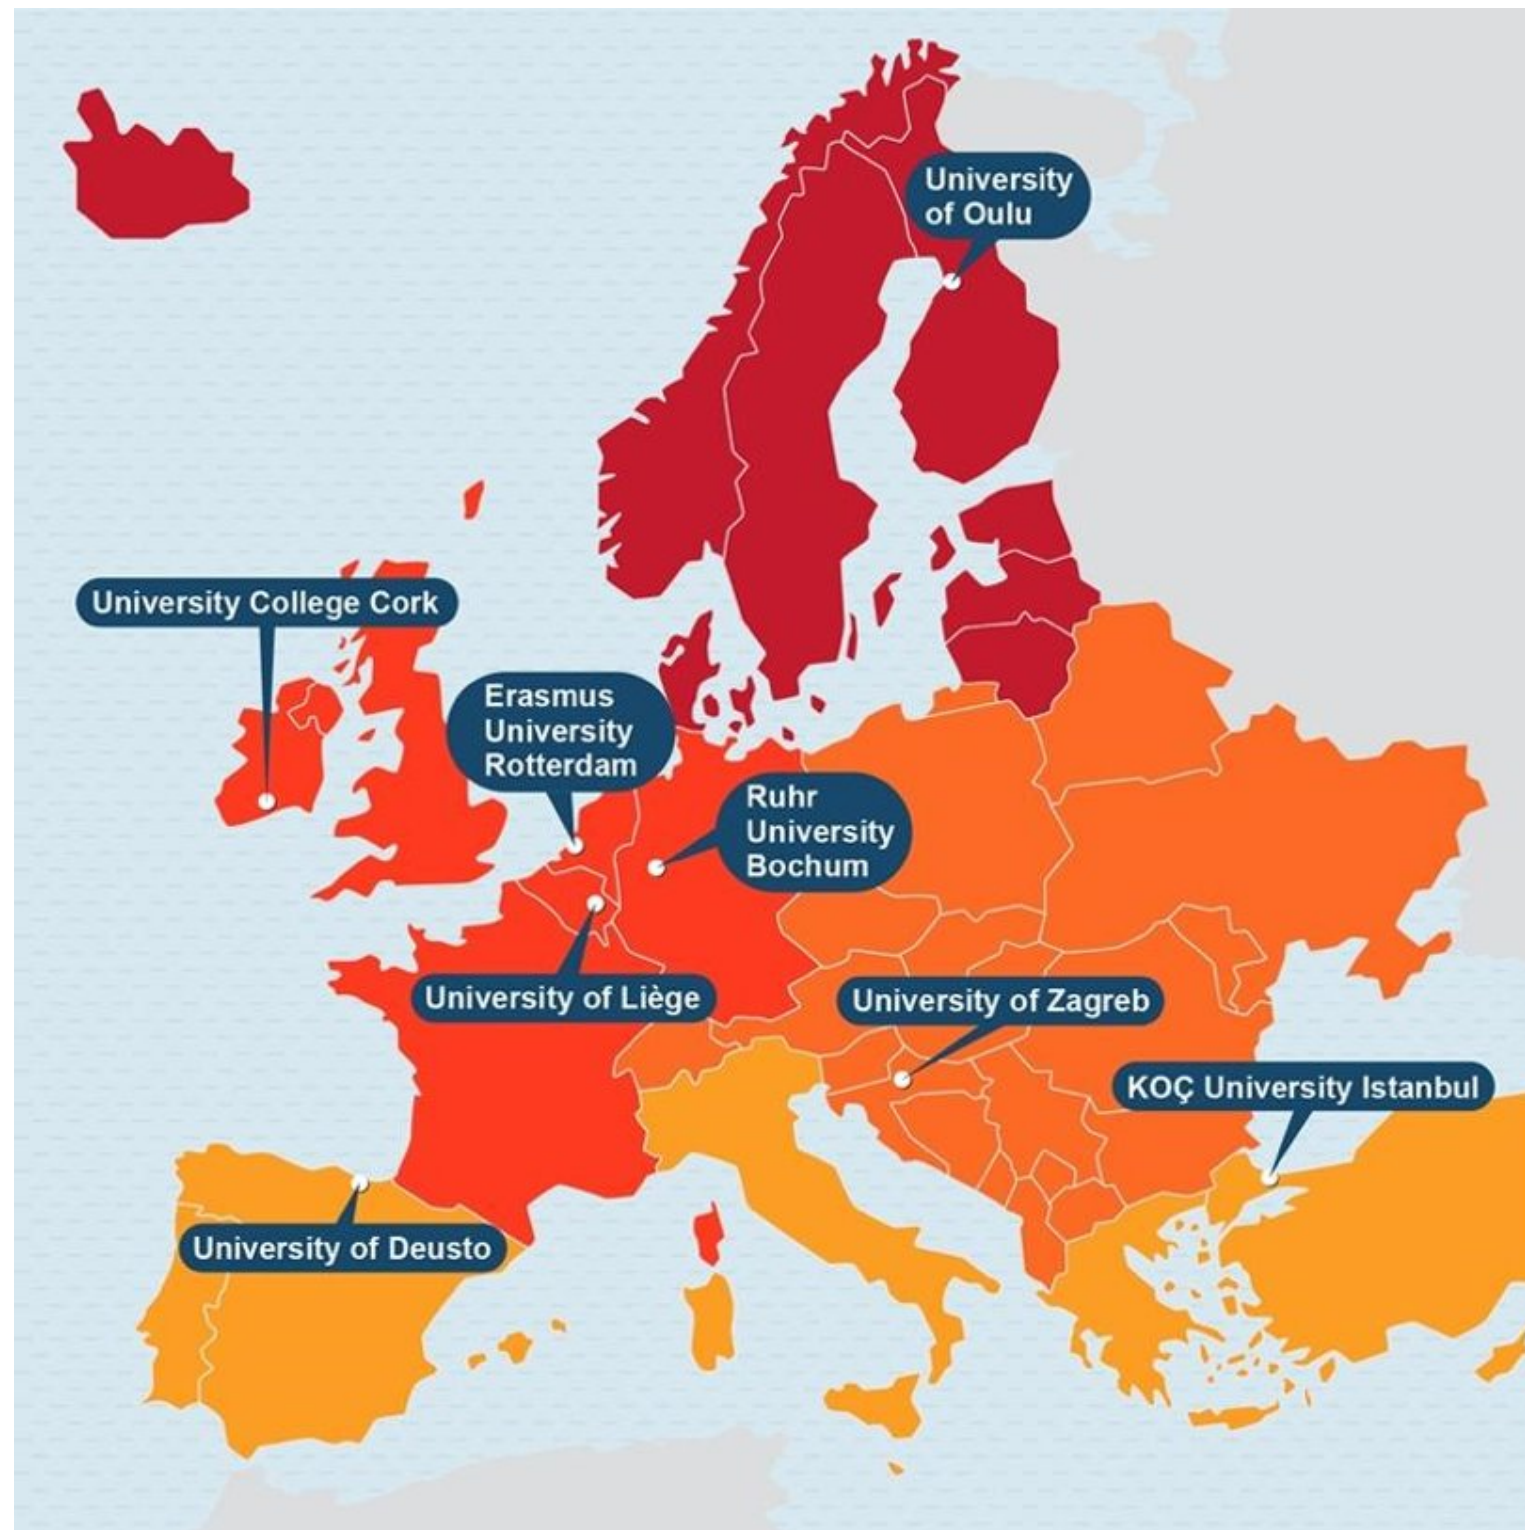 University
of Oulu
University College Cork
Erasmus
University
Rotterdam
Ruhr
University
Bochum
University of Liège
University of Zagreb
KOÇ University Istanbul
University of Deusto